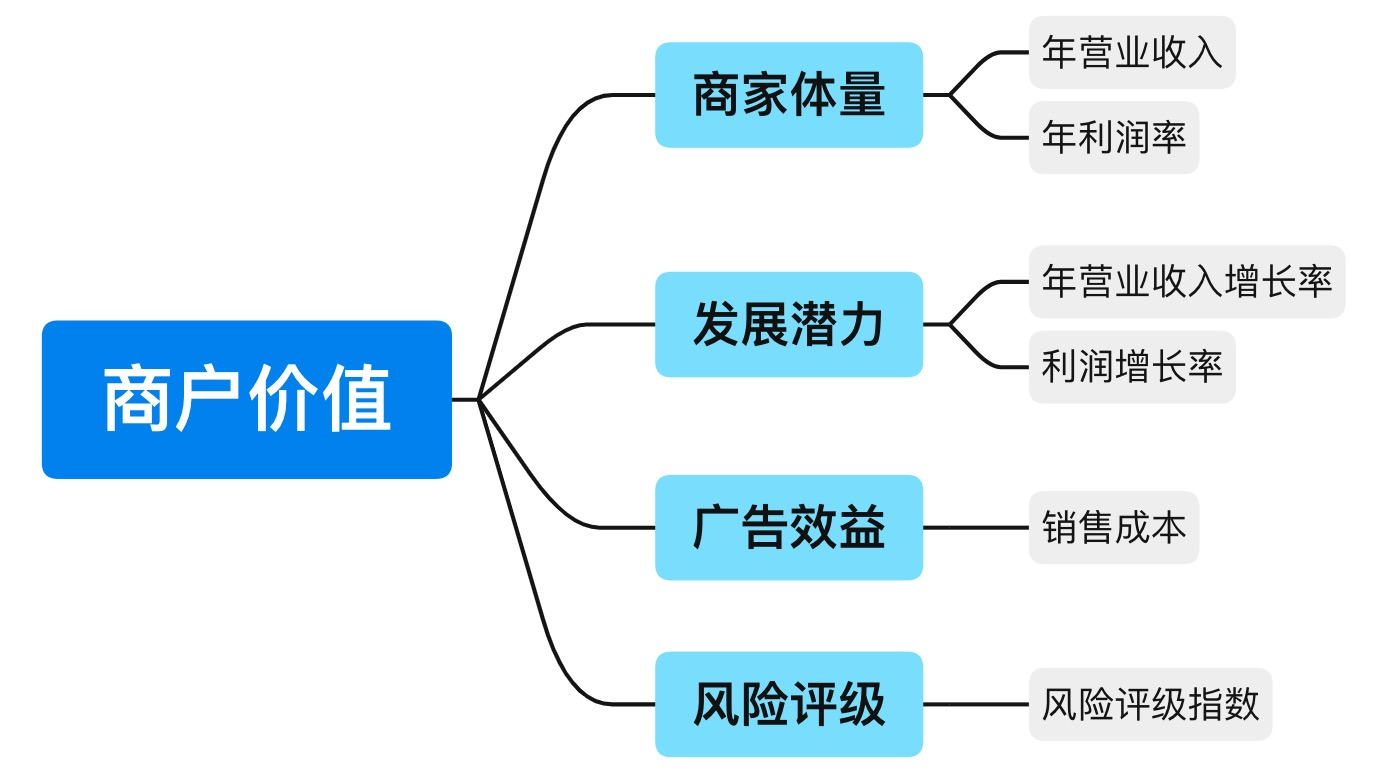 商户价值
商家体量
年营业收入
年利润率
发展潜力
年营业收入增长率
利润增长率
广告效益
销售成本
风险评级
风险评级指数